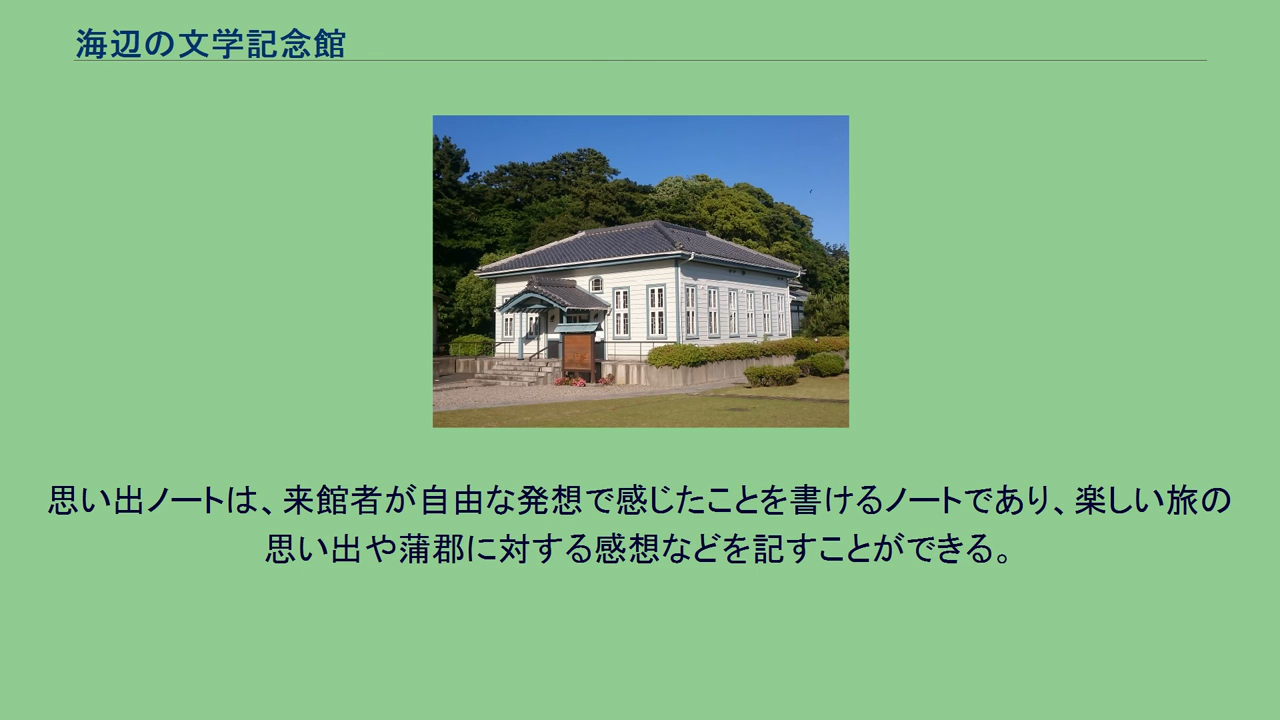 海辺の文学記念館
思い出ノートは、来館者が自由な発想で感じたことを書けるノートであり、楽しい旅の
思い出や蒲郡に対する感想などを記すことができる。